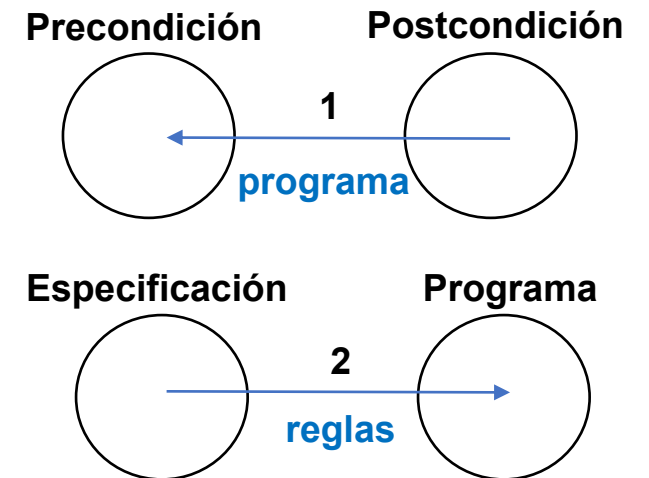 Precondición Postcondición
1
programa
Especificación Programa
2
reglas